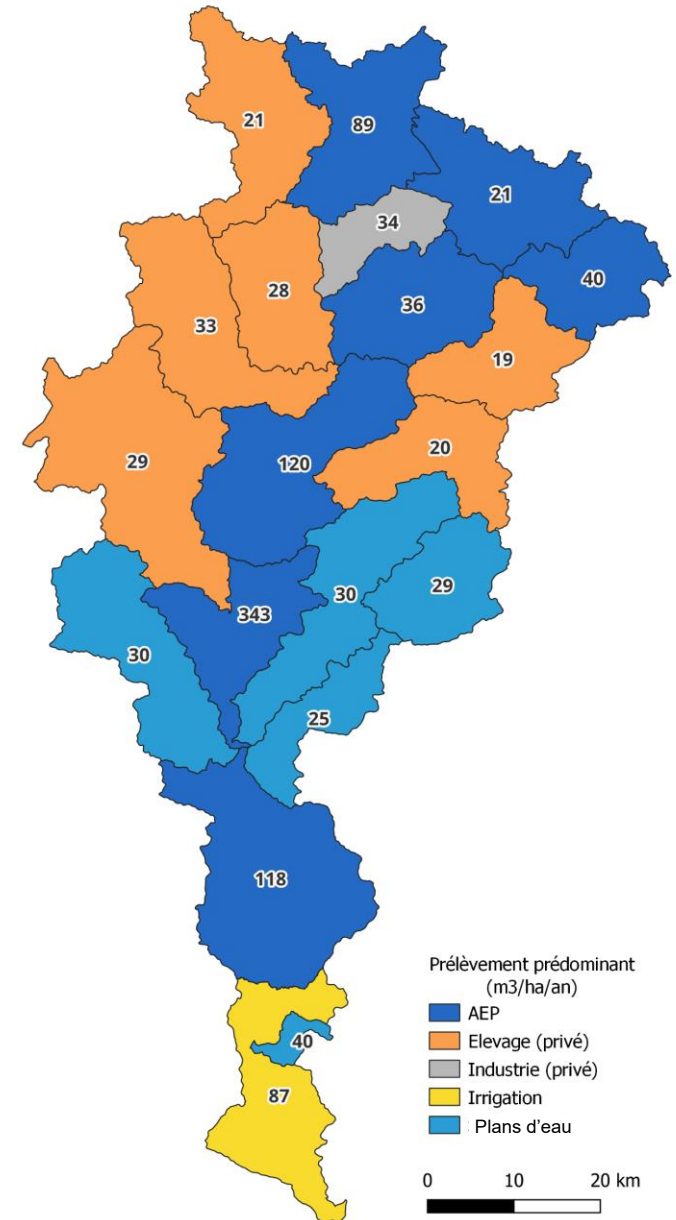 21
89
21
34
40
28
36
33
19
20
29
120
30
29
343
30
25
118
40
87
Prélèvement prédominant
(m3/ha/an)
AEP
Elevage (privé)
Industrie (privé)
Irrigation
Plans d'eau
0 10 20 km